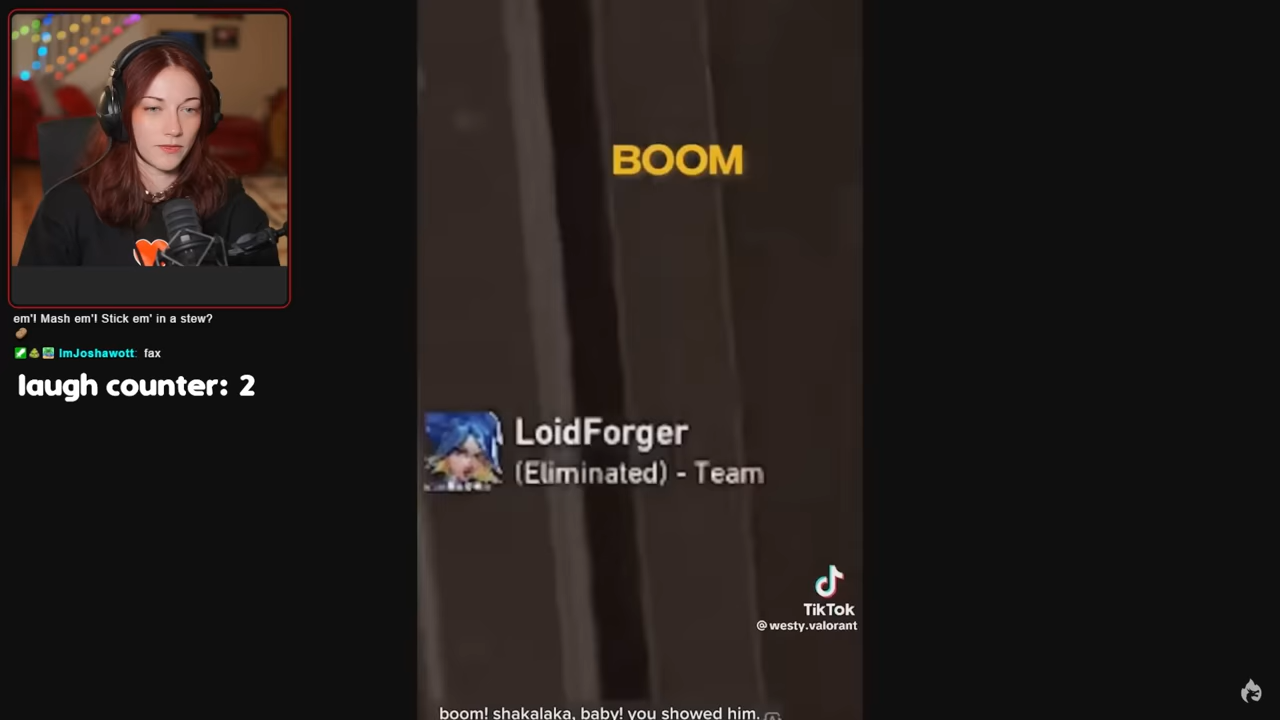 em'! Mash em'! Stick em' in a stew?
ImJoshawott: fax
laugh counter: 2
BOOM
LoidForger
(Eliminated) - Team
TikTok
@westy.valorant
boom! shakalaka, baby! you showed him.